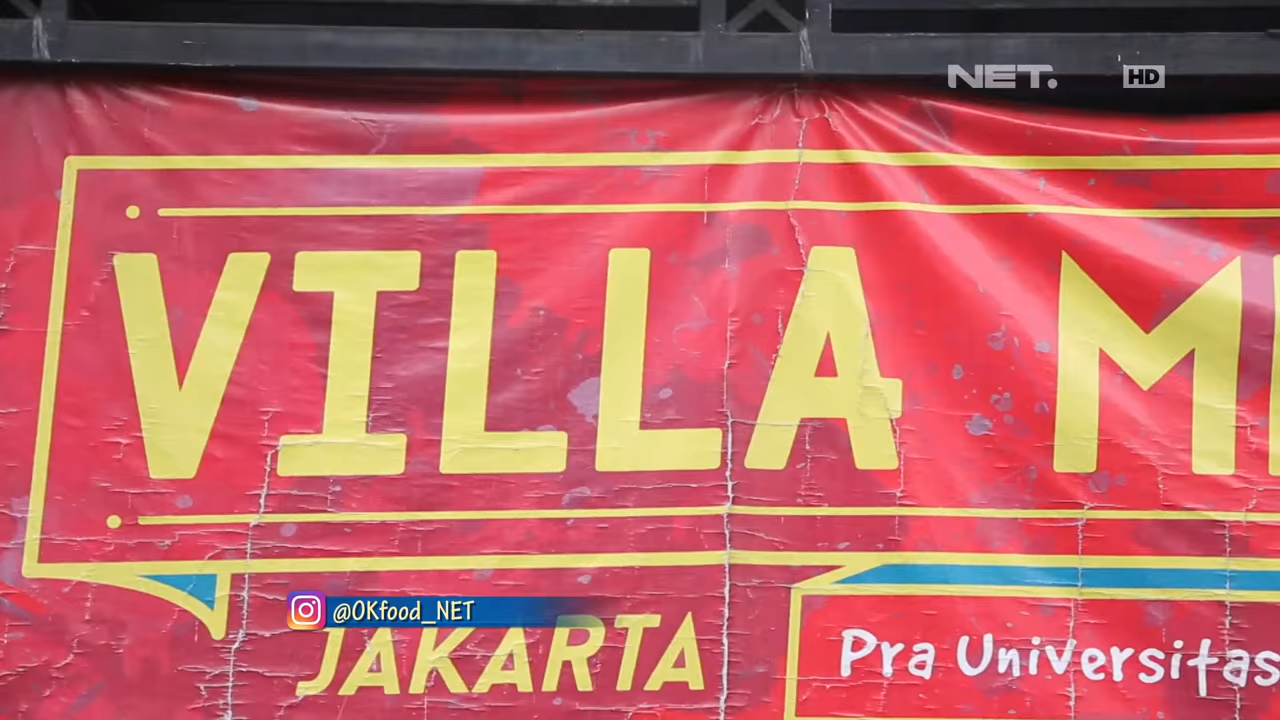 NET. HD
VILLA M
@OKfood_NET
JAKARTA
Pra Universitas